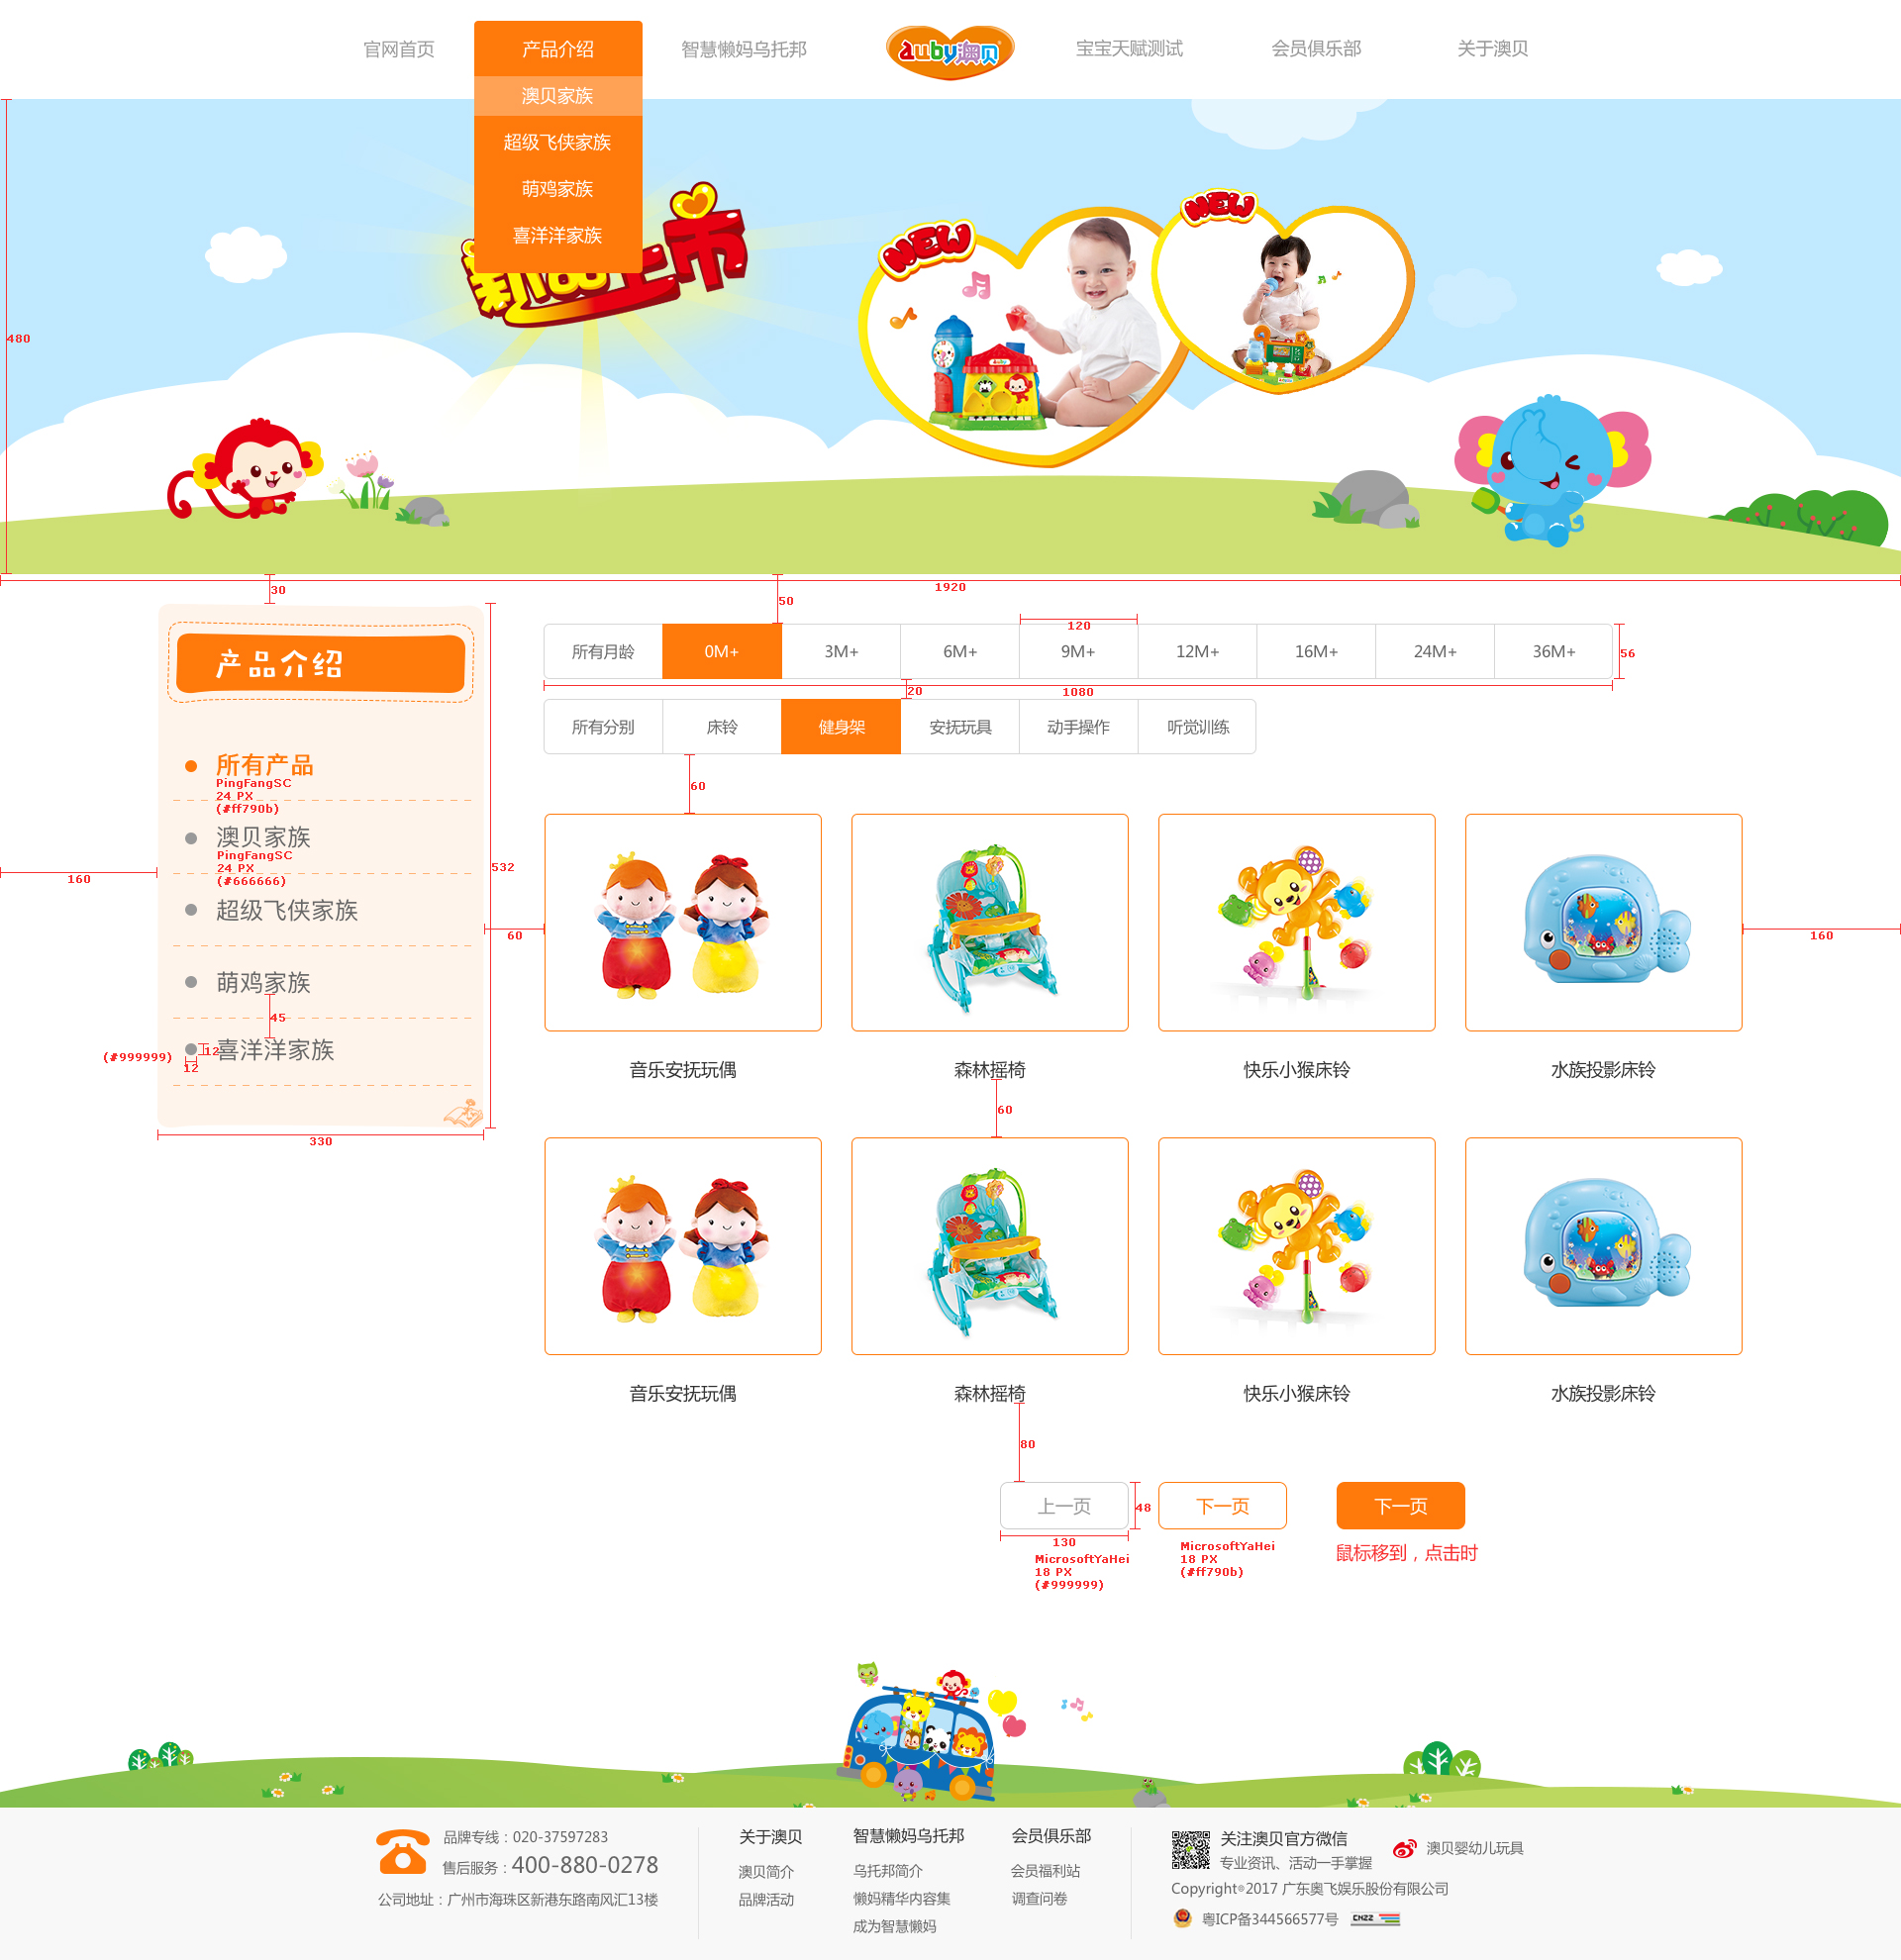 官网首页
产品介绍
智慧懒妈乌托邦
auby澳贝
宝宝天赋测试
会员俱乐部
关于澳贝
澳贝家族
超级飞侠家族
萌鸡家族
喜洋洋家族
新品上市
NEW
NEW
480
1920
30
50
产品介绍
所有产品
PingFangSC
24 PX
(#ff790b)
澳贝家族
PingFangSC
24 PX
(#666666)
超级飞侠家族
萌鸡家族
45
喜洋洋家族
(#999999)
12
12
160
532
60
330
120
所有月龄 0M+ 3M+ 6M+ 9M+ 12M+ 16M+ 24M+ 36M+
56
20
1080
所有分别 床铃 健身架 安抚玩具 动手操作 听觉训练
60
160
音乐安抚玩偶 森林摇椅 快乐小猴床铃 水族投影床铃
60
音乐安抚玩偶 森林摇椅 快乐小猴床铃 水族投影床铃
80
上一页
下一页
下一页
48
130
MicrosoftYaHei
18 PX
(#999999)
MicrosoftYaHei
18 PX
(#ff790b)
鼠标移到，点击时
品牌专线：020-37597283
售后服务：400-880-0278
公司地址：广州市海珠区新港东路南风汇13楼
关于澳贝
澳贝简介
品牌活动
智慧懒妈乌托邦
乌托邦简介
懒妈精华内容集
成为智慧懒妈
会员俱乐部
会员福利站
调查问卷
关注澳贝官方微信
专业资讯、活动一手掌握
澳贝婴幼儿玩具
Copyright©2017 广东奥飞娱乐股份有限公司
粤ICP备344566577号
CNZZ